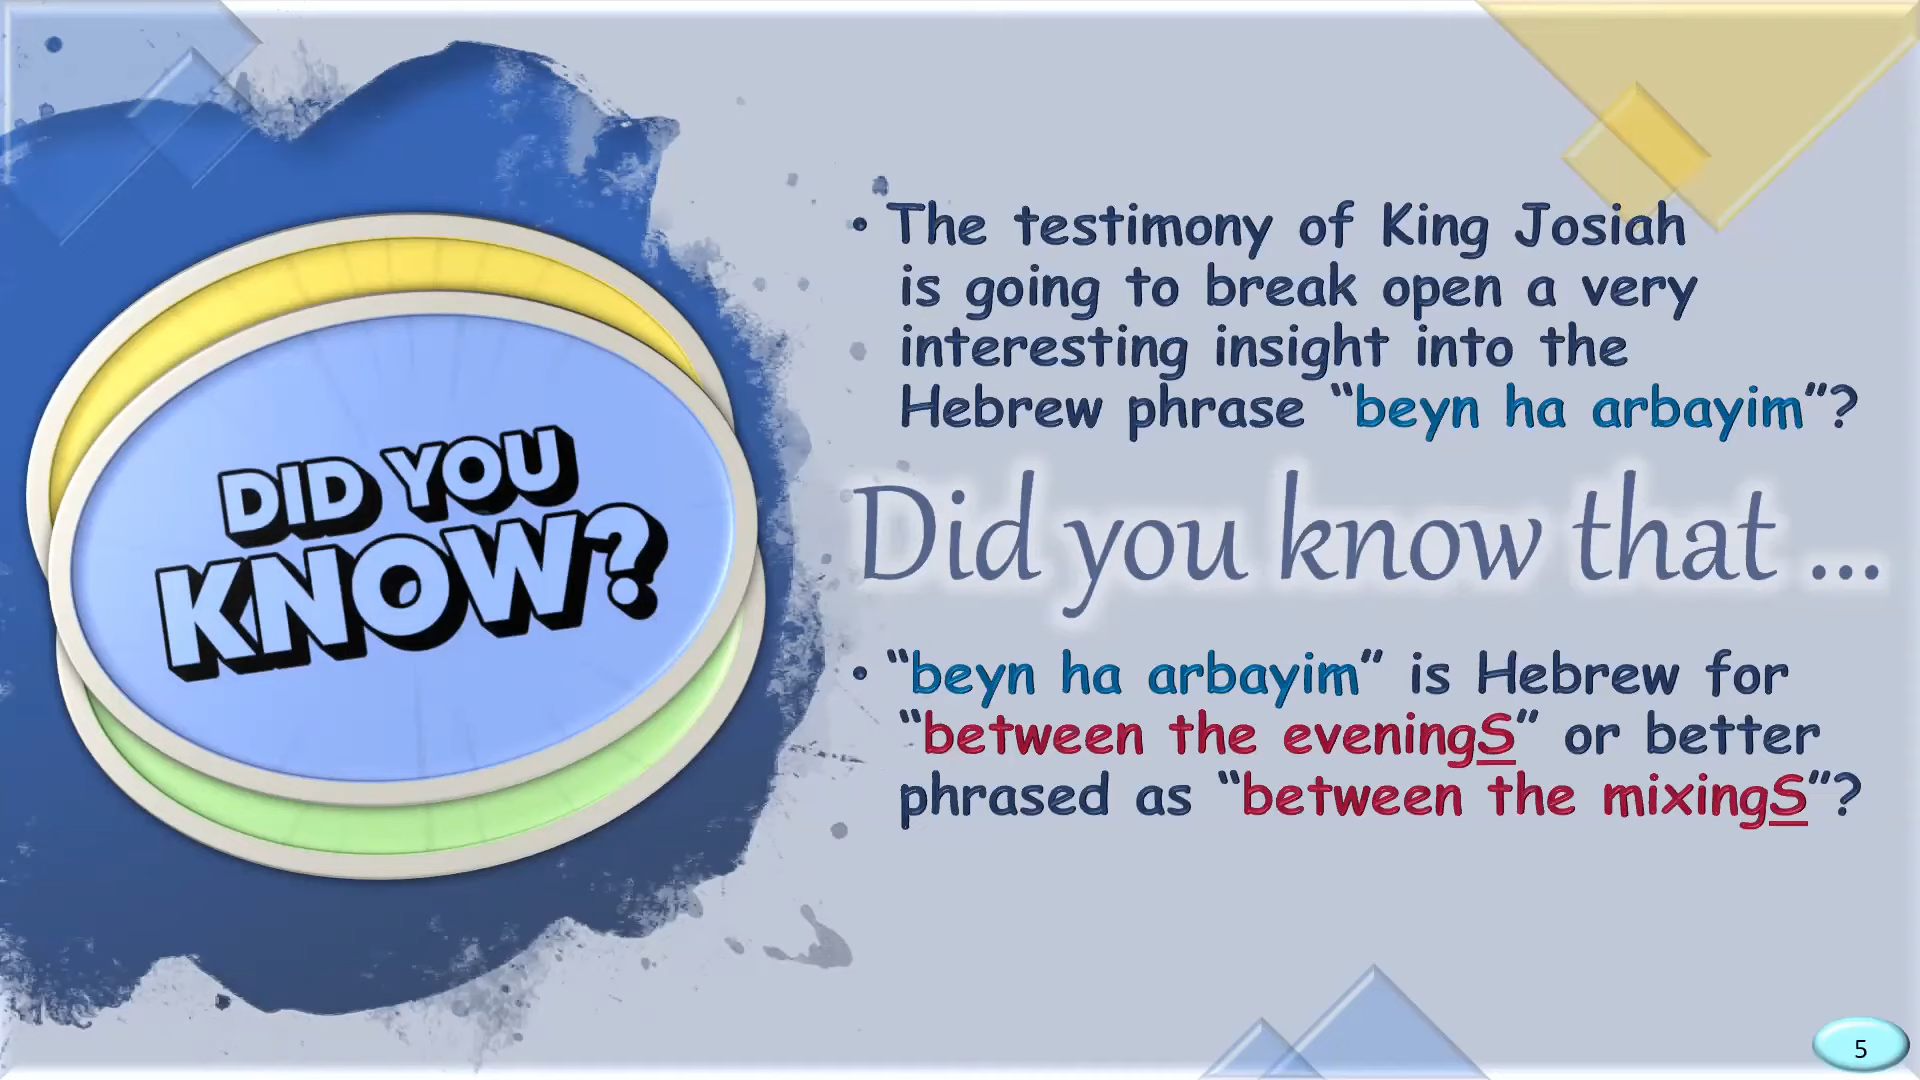 DID YOU
KNOW?
• The testimony of King Josiah
is going to break open a very
interesting insight into the
Hebrew phrase “beyn ha arbayim”?
Did you know that ...
• “beyn ha arbayim” is Hebrew for
“between the eveningS” or better
phrased as “between the mixingS”?
5